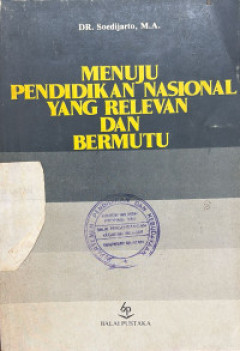 DR. Soedijarto, M.A.
MENUJU
PENDIDIKAN NASIONAL
YANG RELEVAN
DAN
BERMUTU
BALAI PUSTAKA